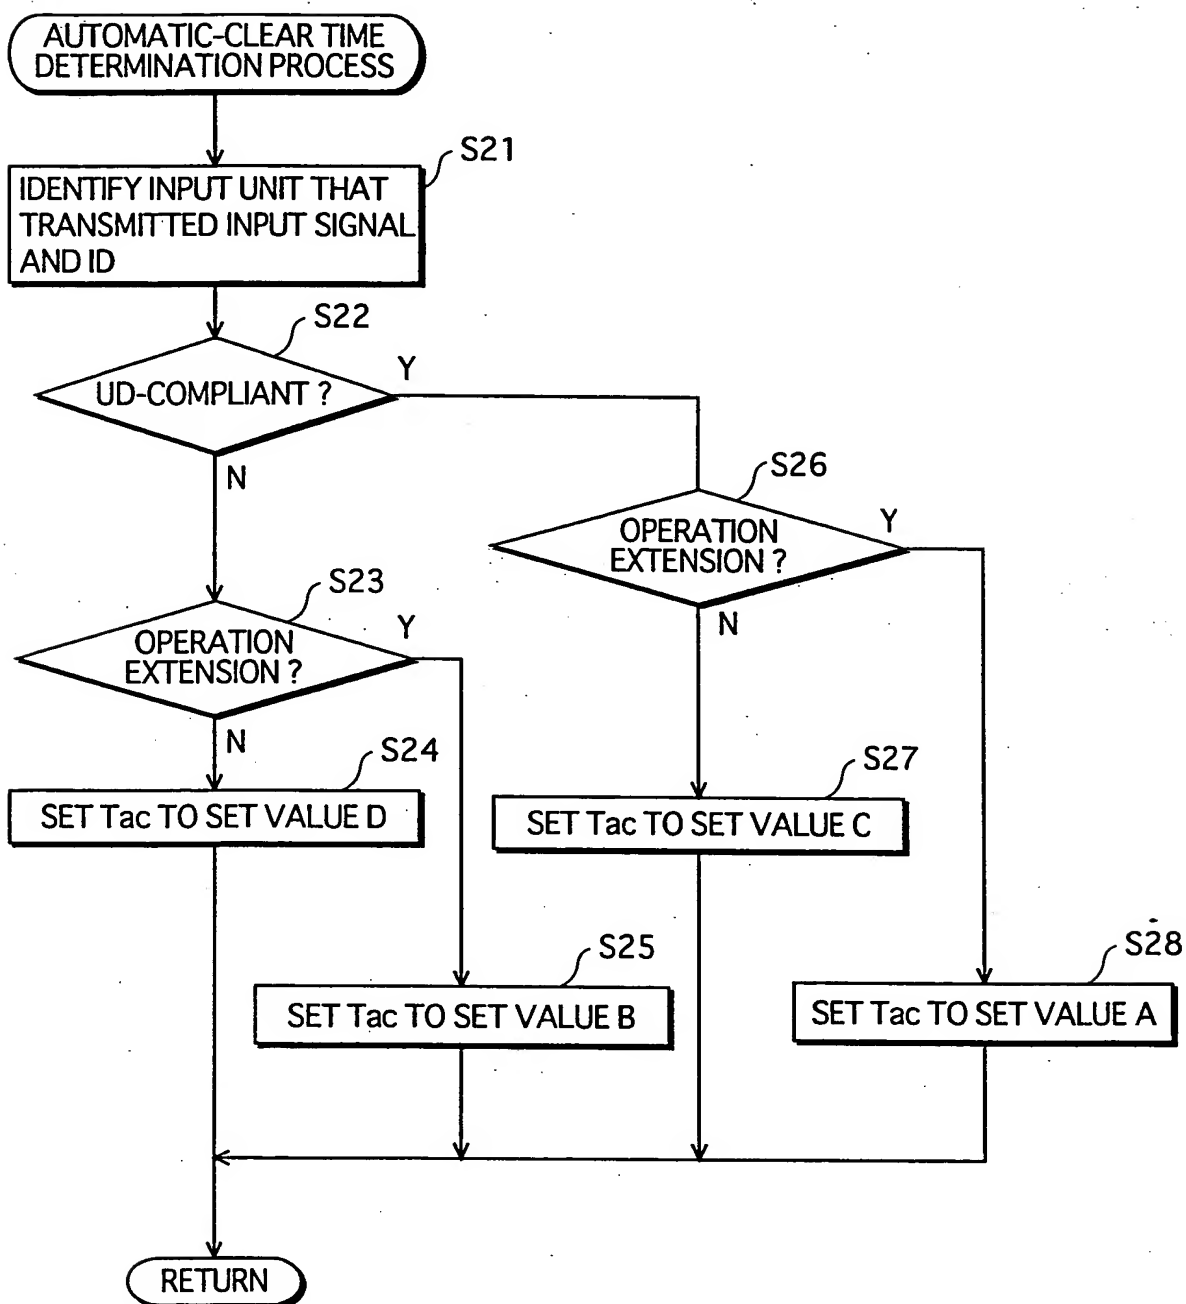 AUTOMATIC-CLEAR TIME
DETERMINATION PROCESS
S21
IDENTIFY INPUT UNIT THAT
TRANSMITTED INPUT SIGNAL
AND ID
S22
UD-COMPLIANT ?
Y
N
S26
OPERATION
EXTENSION ?
Y
N
S23
OPERATION
EXTENSION ?
Y
N
S24
SET Tac TO SET VALUE D
S27
SET Tac TO SET VALUE C
S25
SET Tac TO SET VALUE B
S28
SET Tac TO SET VALUE A
RETURN